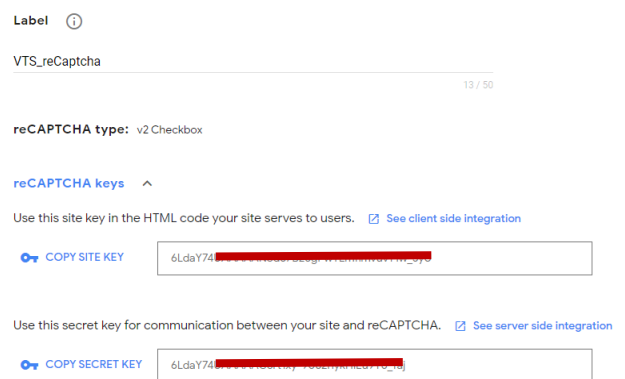 Label
VTS_reCaptcha
13 / 50
reCAPTCHA type: v2 Checkbox
reCAPTCHA keys
Use this site key in the HTML code your site serves to users. See client side integration
COPY SITE KEY
Use this secret key for communication between your site and reCAPTCHA. See server side integration
COPY SECRET KEY